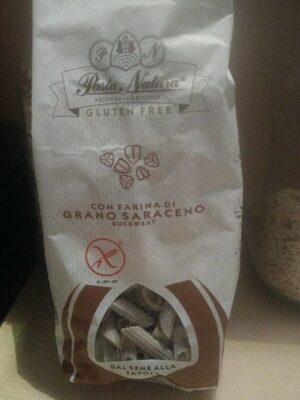 P N
Pasta Natura®
AZIENDA AGRICOLA
GLUTEN FREE
CON FARINA DI
GRANO SARACENO
BUCKWEAT
DAL SEME ALLA
TAVOLA